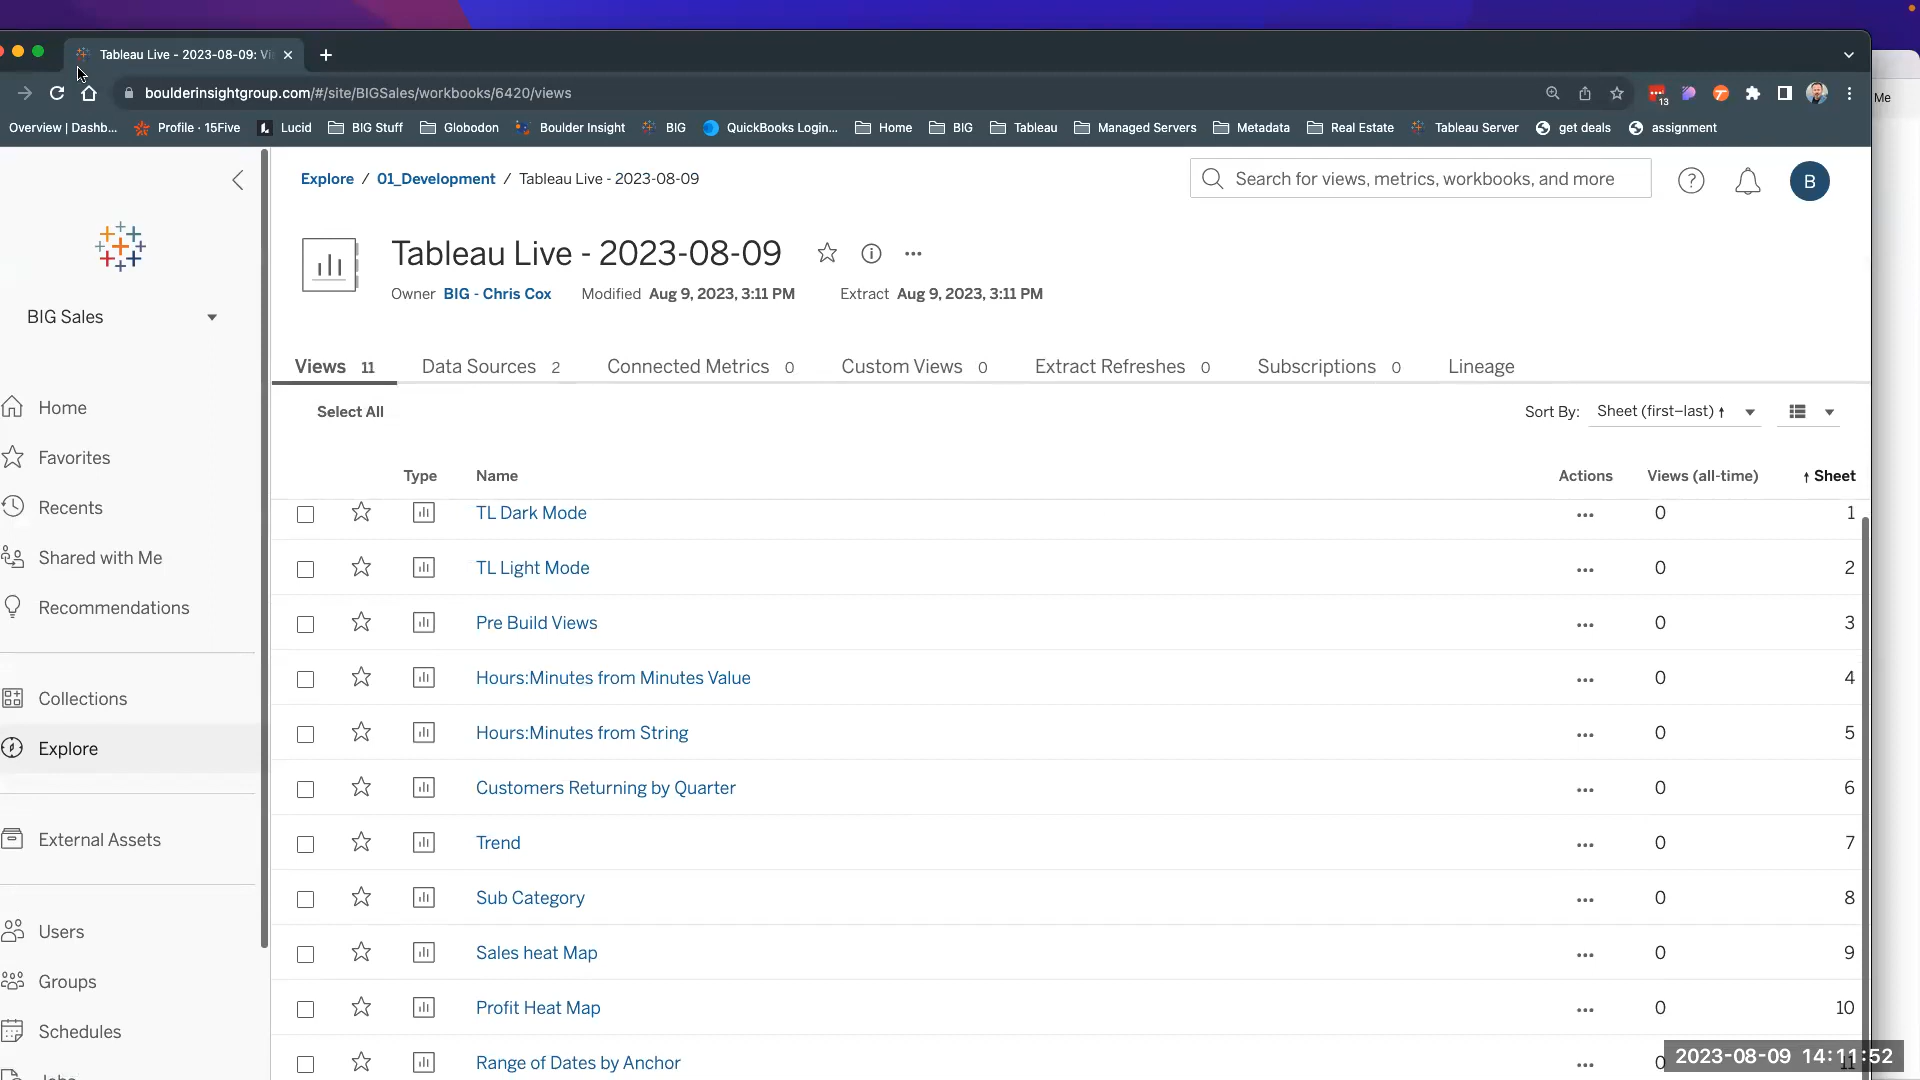 Tableau Live - 2023-08-09: Vi
boulderinsightgroup.com/#/site/BIGSales/workbooks/6420/views
13
Me
Overview | Dashb... Profile · 15Five Lucid BIG Stuff Globodon Boulder Insight BIG QuickBooks Login... Home BIG Tableau Managed Servers Metadata Real Estate Tableau Server get deals assignment
Explore / 01_Development / Tableau Live - 2023-08-09
Search for views, metrics, workbooks, and more
B
Tableau Live - 2023-08-09
Owner BIG - Chris Cox Modified Aug 9, 2023, 3:11 PM Extract Aug 9, 2023, 3:11 PM
BIG Sales
Home
Favorites
Recents
Shared with Me
Recommendations
Collections
Explore
External Assets
Users
Groups
Schedules
Views 11 Data Sources 2 Connected Metrics 0 Custom Views 0 Extract Refreshes 0 Subscriptions 0 Lineage
Select All
Sort By: Sheet (first–last) ↑
Type Name Actions Views (all-time) ↑ Sheet
TL Dark Mode 0 1
TL Light Mode 0 2
Pre Build Views 0 3
Hours:Minutes from Minutes Value 0 4
Hours:Minutes from String 0 5
Customers Returning by Quarter 0 6
Trend 0 7
Sub Category 0 8
Sales heat Map 0 9
Profit Heat Map 0 10
Range of Dates by Anchor 0 11
2023-08-09 14:11:52